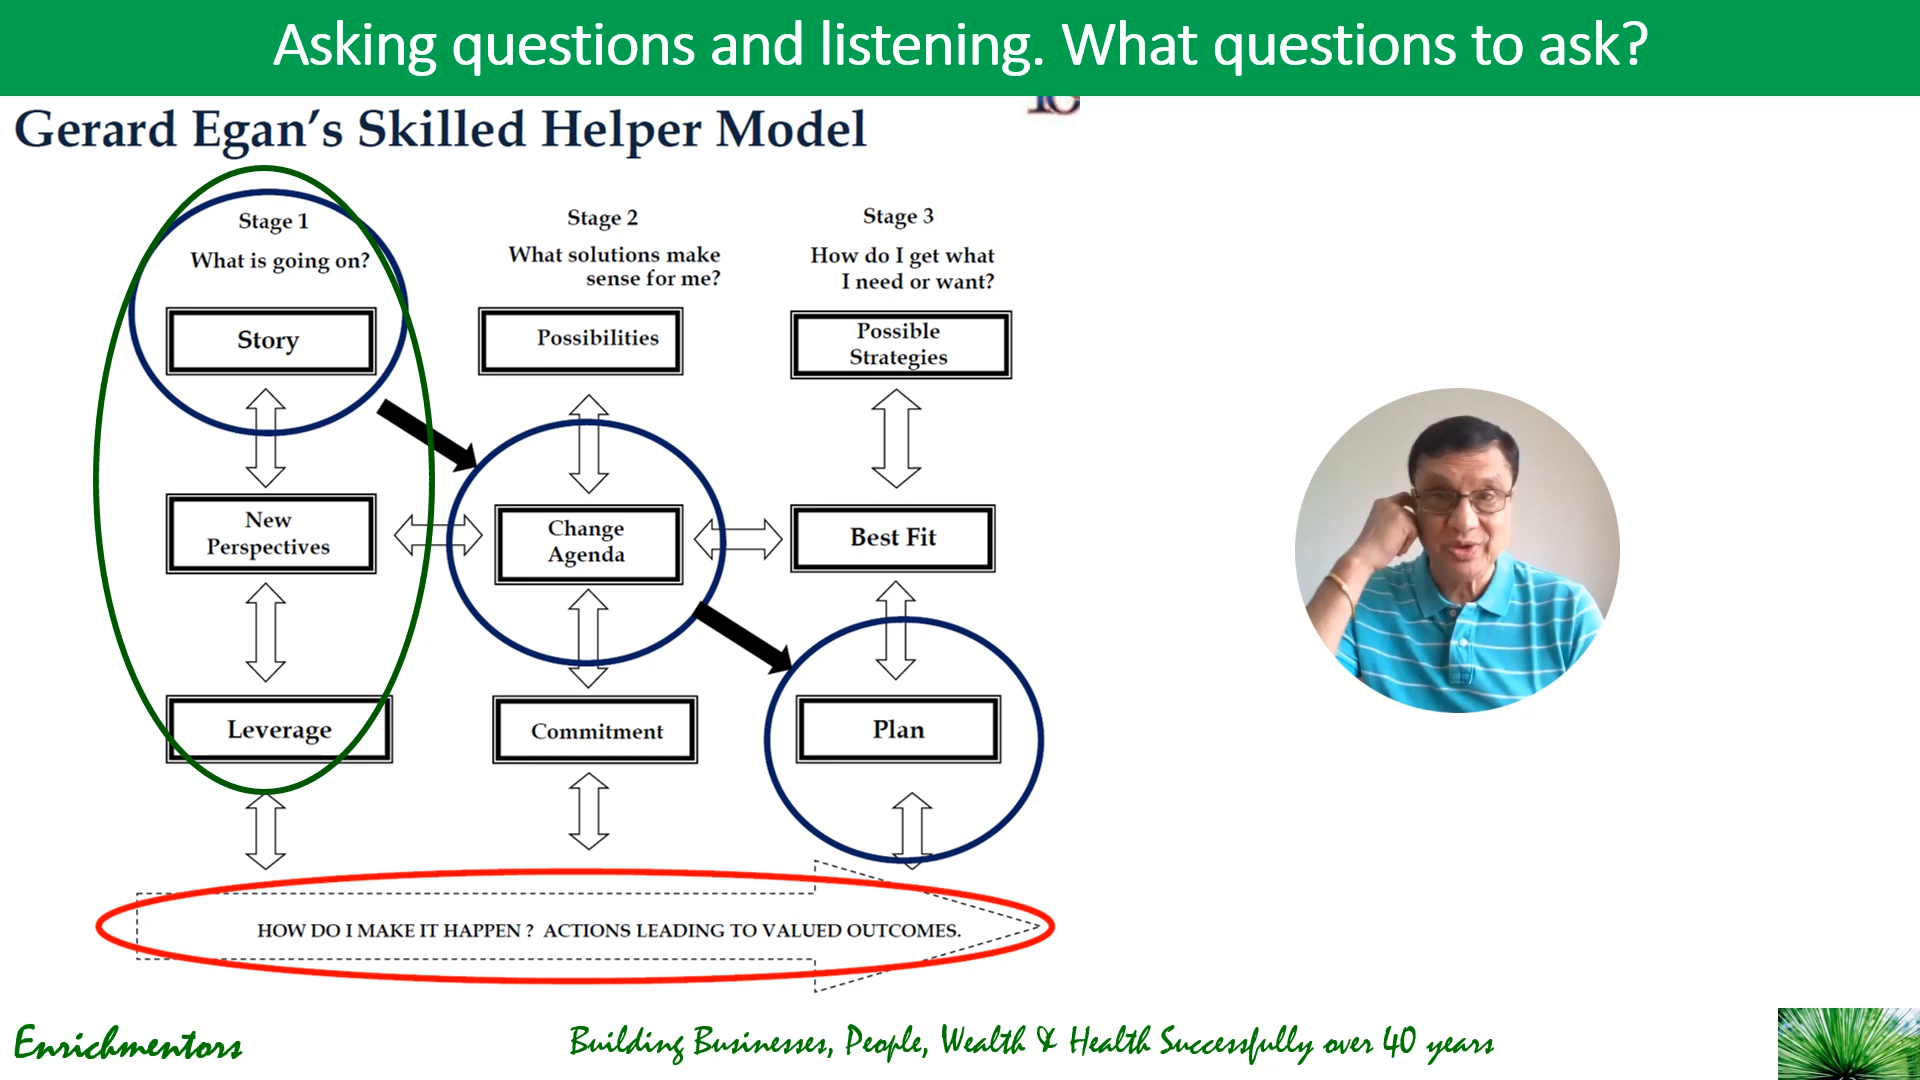 Asking questions and listening. What questions to ask?
Gerard Egan's Skilled Helper Model
Stage 1
What is going on?
Story
New
Perspectives
Leverage
Stage 2
What solutions make
sense for me?
Possibilities
Change
Agenda
Commitment
Stage 3
How do I get what
I need or want?
Possible
Strategies
Best Fit
Plan
HOW DO I MAKE IT HAPPEN ? ACTIONS LEADING TO VALUED OUTCOMES.
Enrichmentors
Building Businesses, People, Wealth & Health Successfully over 40 years